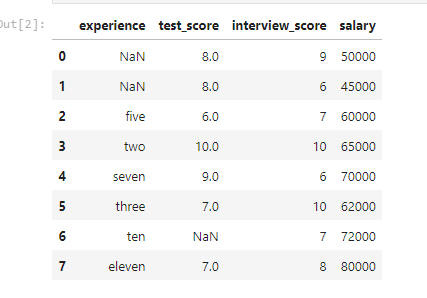 Out[2]:
experience test_score interview_score salary
0 NaN 8.0 9 50000
1 NaN 8.0 6 45000
2 five 6.0 7 60000
3 two 10.0 10 65000
4 seven 9.0 6 70000
5 three 7.0 10 62000
6 ten NaN 7 72000
7 eleven 7.0 8 80000